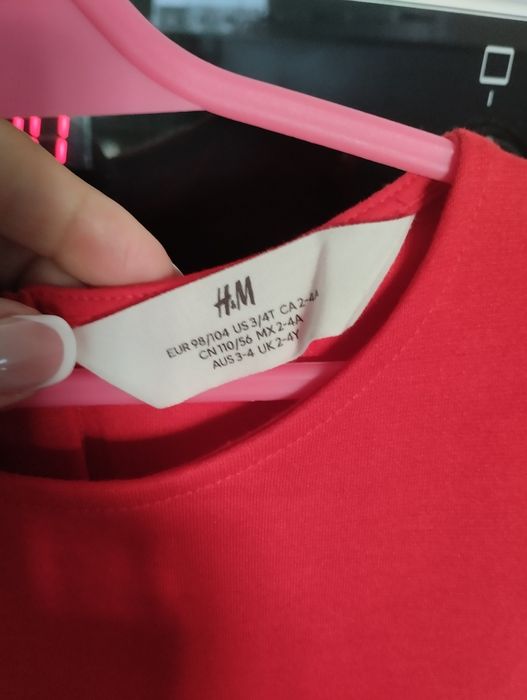 H&M
EUR 98/104 US 3/4T CA 2-4A
CN 110/56 MX 2-4A
AUS 3-4 UK 2-4Y